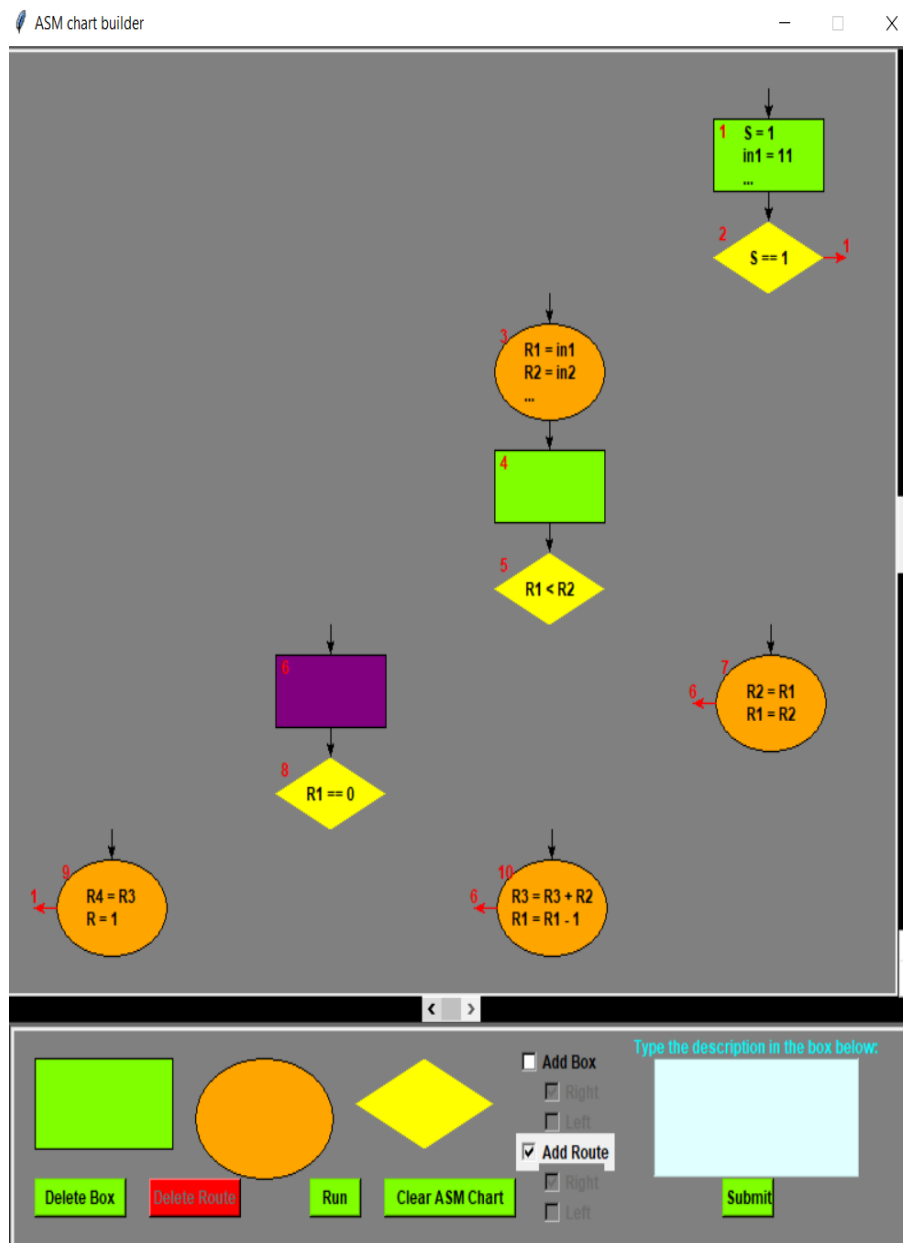 ASM chart builder
1
S = 1
in1 = 11
...
2
S == 1
1
3
R1 = in1
R2 = in2
...
4
5
R1 < R2
6
7
R2 = R1
R1 = R2
6
8
R1 == 0
9
R4 = R3
R = 1
1
10
R3 = R3 + R2
R1 = R1 - 1
6
Type the description in the box below:
Add Box
Right
Left
Add Route
Right
Left
Delete Box
Delete Route
Run
Clear ASM Chart
Submit